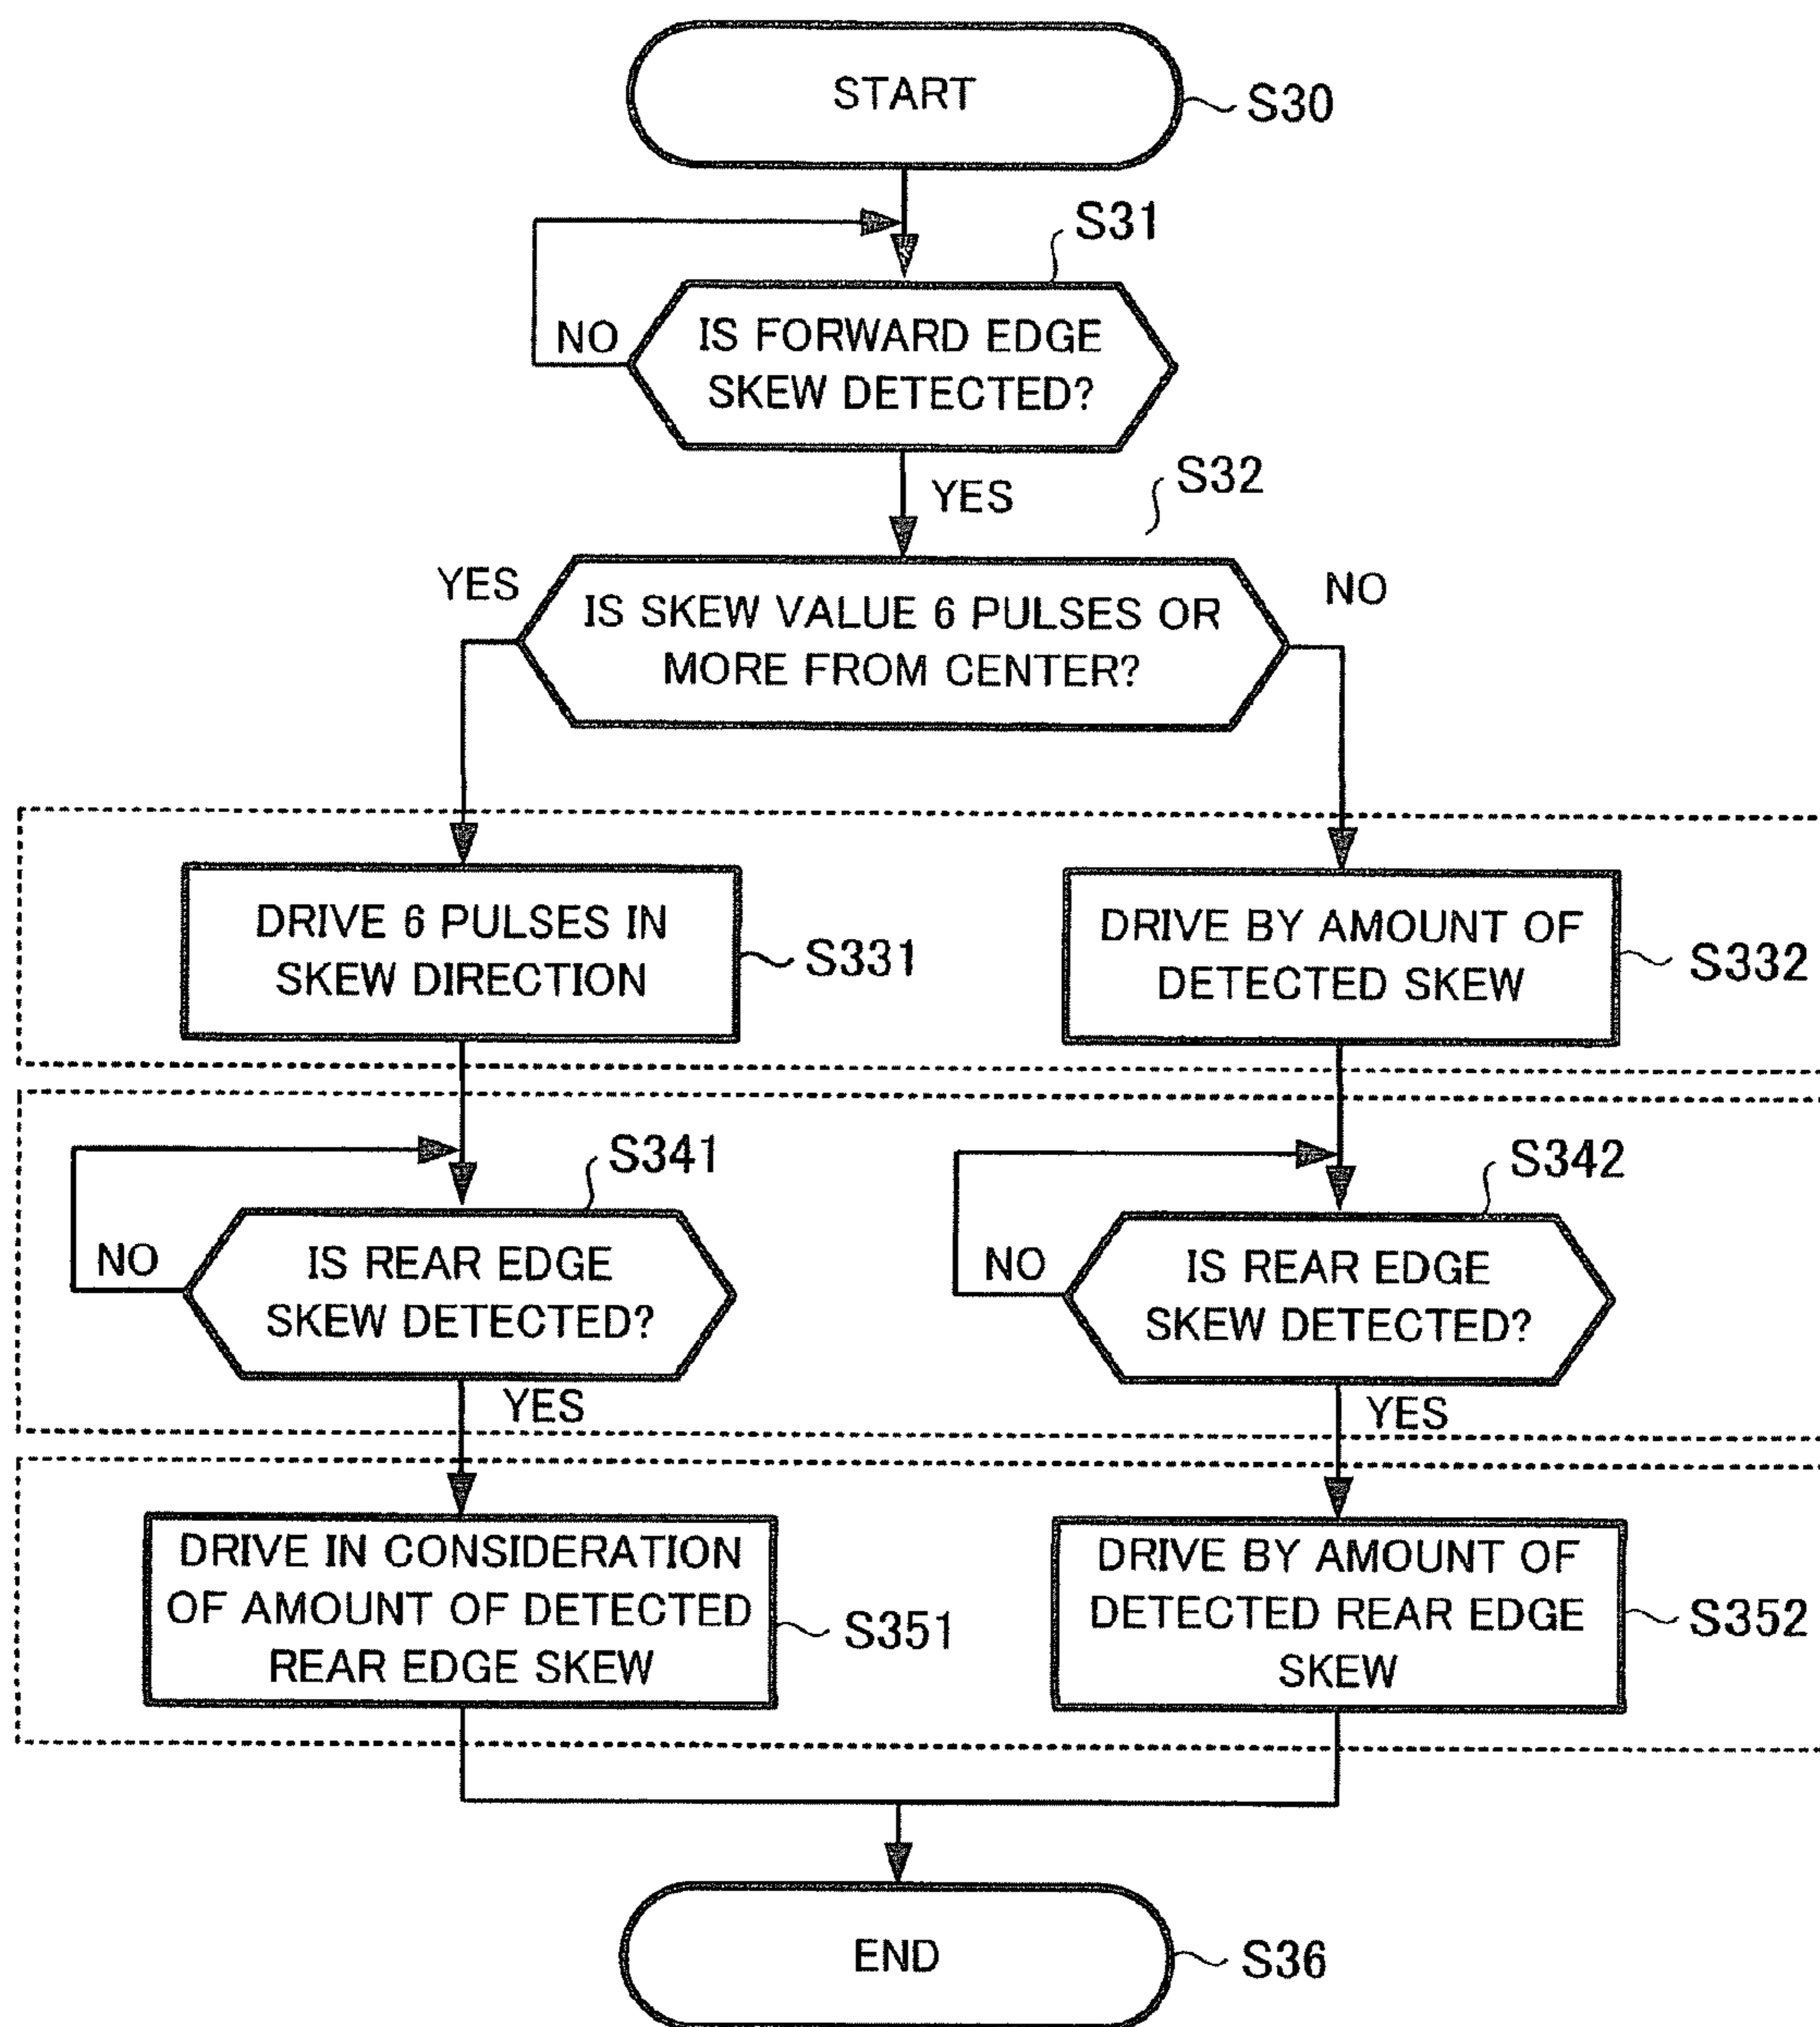 START
S30
S31
NO
IS FORWARD EDGE
SKEW DETECTED?
YES
S32
YES
IS SKEW VALUE 6 PULSES OR
MORE FROM CENTER?
NO
DRIVE 6 PULSES IN
SKEW DIRECTION
S331
DRIVE BY AMOUNT OF
DETECTED SKEW
S332
S341
NO
IS REAR EDGE
SKEW DETECTED?
YES
S342
NO
IS REAR EDGE
SKEW DETECTED?
YES
DRIVE IN CONSIDERATION
OF AMOUNT OF DETECTED
REAR EDGE SKEW
S351
DRIVE BY AMOUNT OF
DETECTED REAR EDGE
SKEW
S352
END
S36